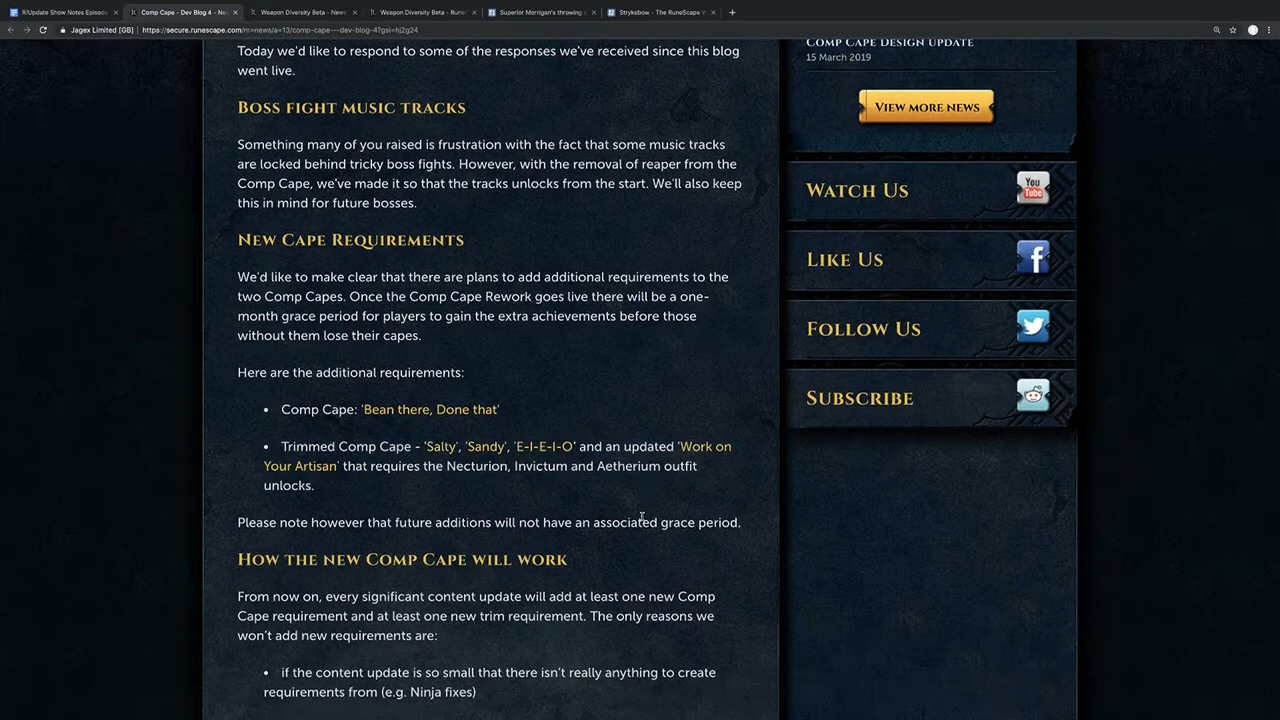 RIUpdate Show Notes Episode
Comp Cape - Dev Blog 4 - Ne
Weapon Diversity Beta - News
Weapon Diversity Beta - Rune
Superior Morrigan's throwing a
Strykebow - The RuneScape W
Jagex Limited [GB] | https://secure.runescape.com/m=news/a=13/comp-cape---dev-blog-4?gsi=hj2g24
Today we'd like to respond to some of the responses we've received since this blog
went live.
Boss fight music tracks
Something many of you raised is frustration with the fact that some music tracks
are locked behind tricky boss fights. However, with the removal of reaper from the
Comp Cape, we've made it so that the tracks unlocks from the start. We'll also keep
this in mind for future bosses.
New Cape Requirements
We'd like to make clear that there are plans to add additional requirements to the
two Comp Capes. Once the Comp Cape Rework goes live there will be a one-
month grace period for players to gain the extra achievements before those
without them lose their capes.
Here are the additional requirements:
• Comp Cape: 'Bean there, Done that'
• Trimmed Comp Cape - 'Salty', 'Sandy', 'E-I-E-I-O' and an updated 'Work on
Your Artisan' that requires the Necturion, Invictum and Aetherium outfit
unlocks.
Please note however that future additions will not have an associated grace period.
How the new Comp Cape will work
From now on, every significant content update will add at least one new Comp
Cape requirement and at least one new trim requirement. The only reasons we
won't add new requirements are:
• if the content update is so small that there isn't really anything to create
requirements from (e.g. Ninja fixes)
Comp Cape Design Update
15 March 2019
View more news
Watch Us
You
Tube
Like Us
Follow Us
Subscribe